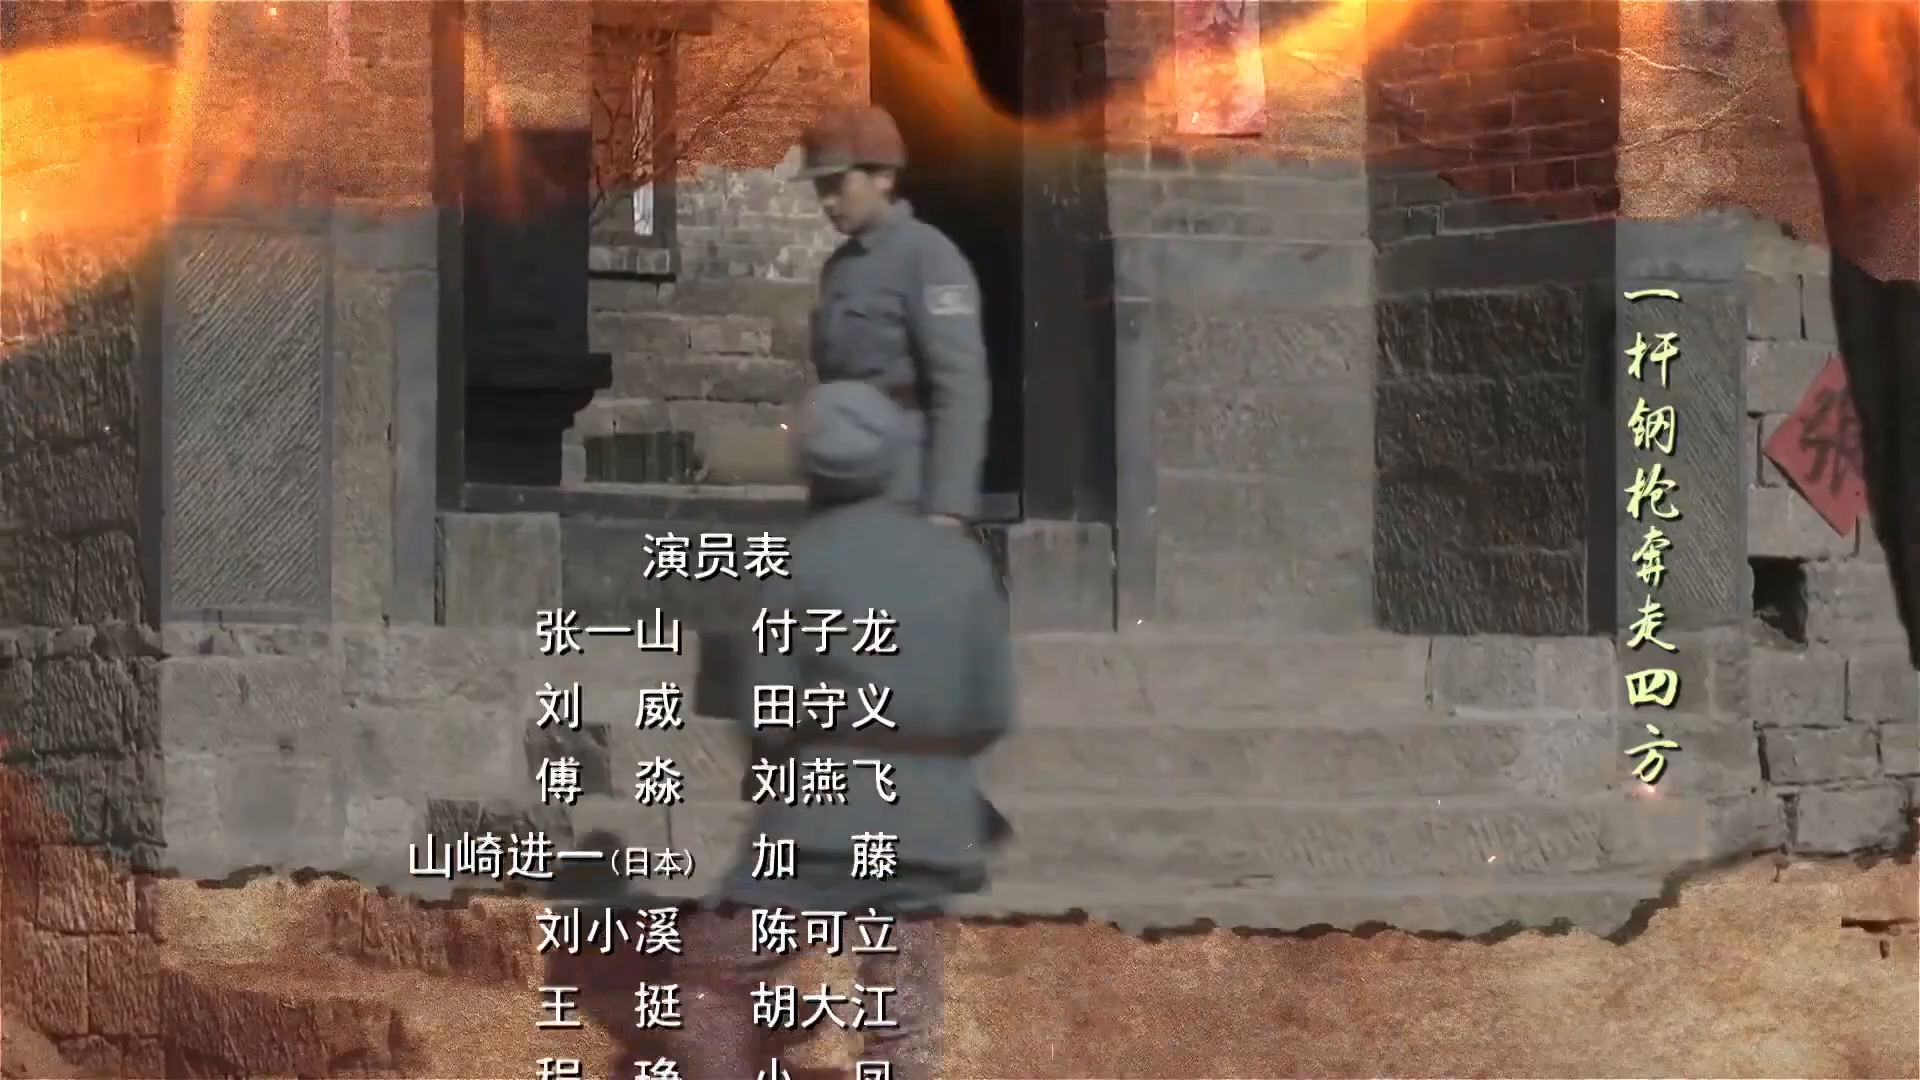 演员表
张一山 付子龙
刘 威 田守义
傅 淼 刘燕飞
山崎进一(日本) 加 藤
刘小溪 陈可立
王 挺 胡大江
一杆钢枪奔走四方